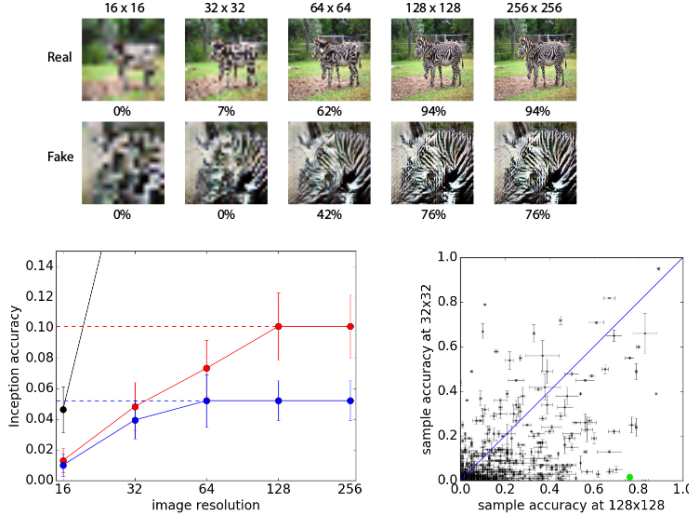 16 x 16 32 x 32 64 x 64 128 x 128 256 x 256
Real
0% 7% 62% 94% 94%
Fake
0% 0% 42% 76% 76%
0.14
0.12
0.10
0.08
0.06
0.04
0.02
0.00
Inception accuracy
16 32 64 128 256
image resolution
1.0
0.8
0.6
0.4
0.2
0.0
sample accuracy at 32x32
0.0 0.2 0.4 0.6 0.8 1.0
sample accuracy at 128x128